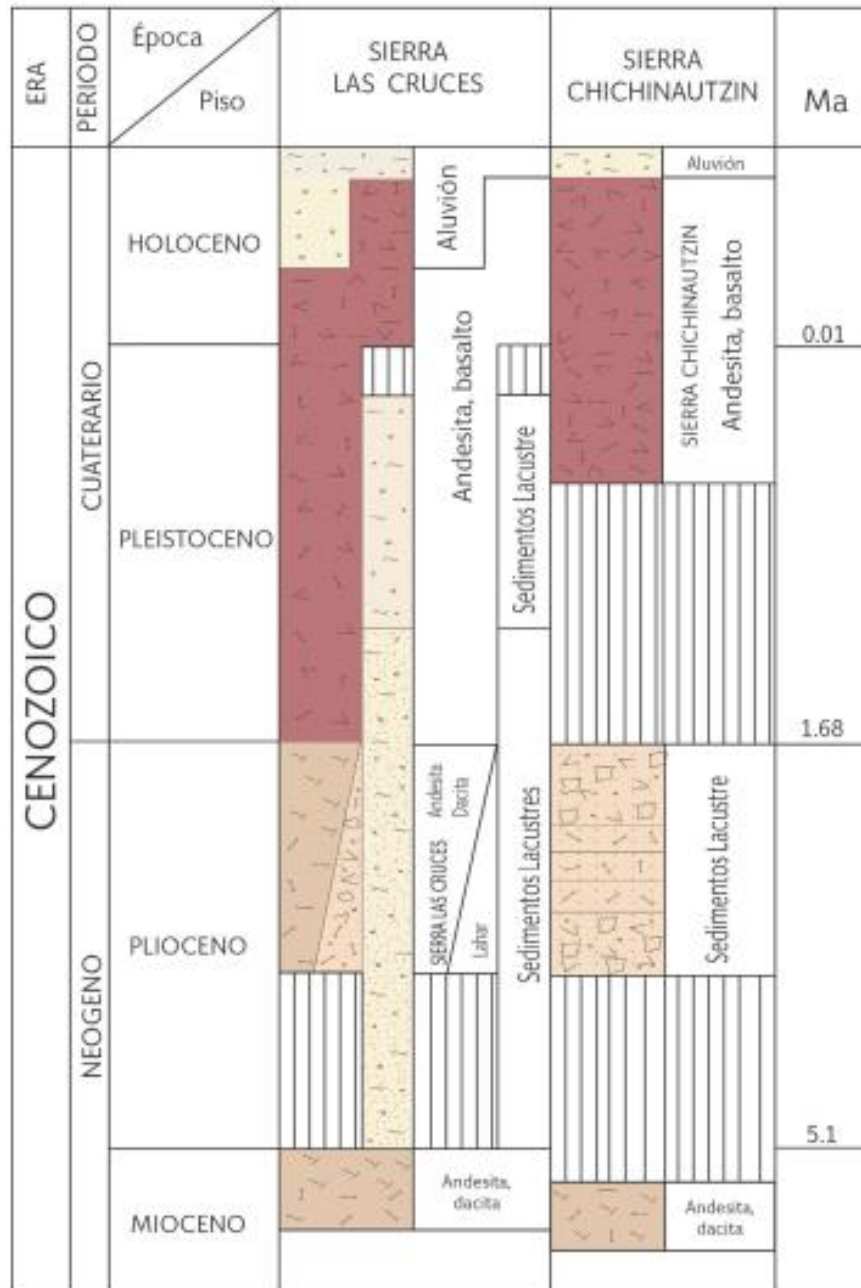 ERA
PERIODO
Época
Piso
SIERRA
LAS CRUCES
SIERRA
CHICHINAUTZIN
Ma
CENOZOICO
CUATERARIO
NEOGENO
HOLOCENO
PLEISTOCENO
PLIOCENO
MIOCENO
Aluvión
Andesita, basalto
Sedimentos Lacustre
Andesita
Dacita
SIERRA LAS CRUCES
Lahar
Sedimentos Lacustres
Andesita,
dacita
Aluvión
SIERRA CHICHINAUTZIN
Andesita, basalto
Sedimentos Lacustre
Andesita,
dacita
0.01
1.68
5.1